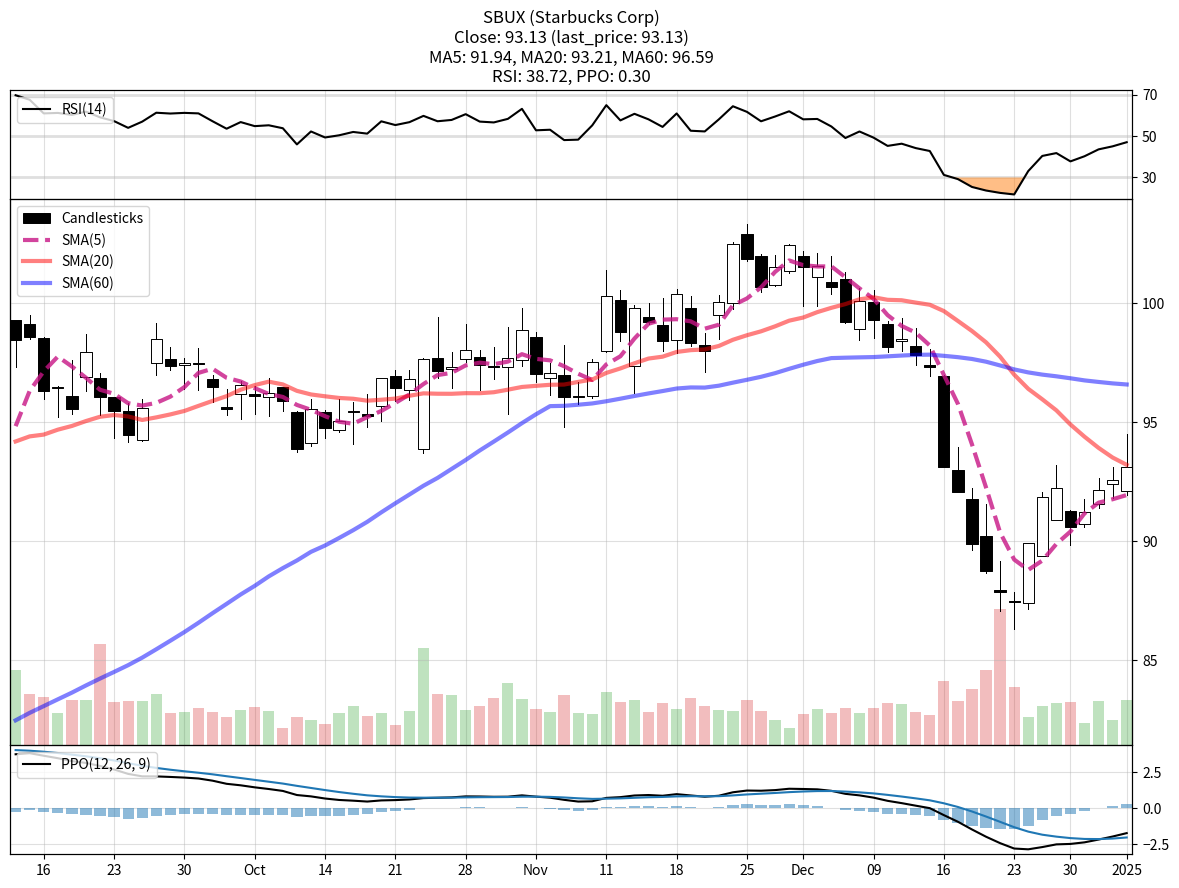 SBUX (Starbucks Corp)
Close: 93.13 (last_price: 93.13)
MA5: 91.94, MA20: 93.21, MA60: 96.59
RSI: 38.72, PPO: 0.30
RSI(14)
70
50
30
Candlesticks
SMA(5)
SMA(20)
SMA(60)
100
95
90
85
PPO(12, 26, 9)
2.5
0.0
−2.5
16 23 30 Oct 14 21 28 Nov 11 18 25 Dec 09 16 23 30 2025